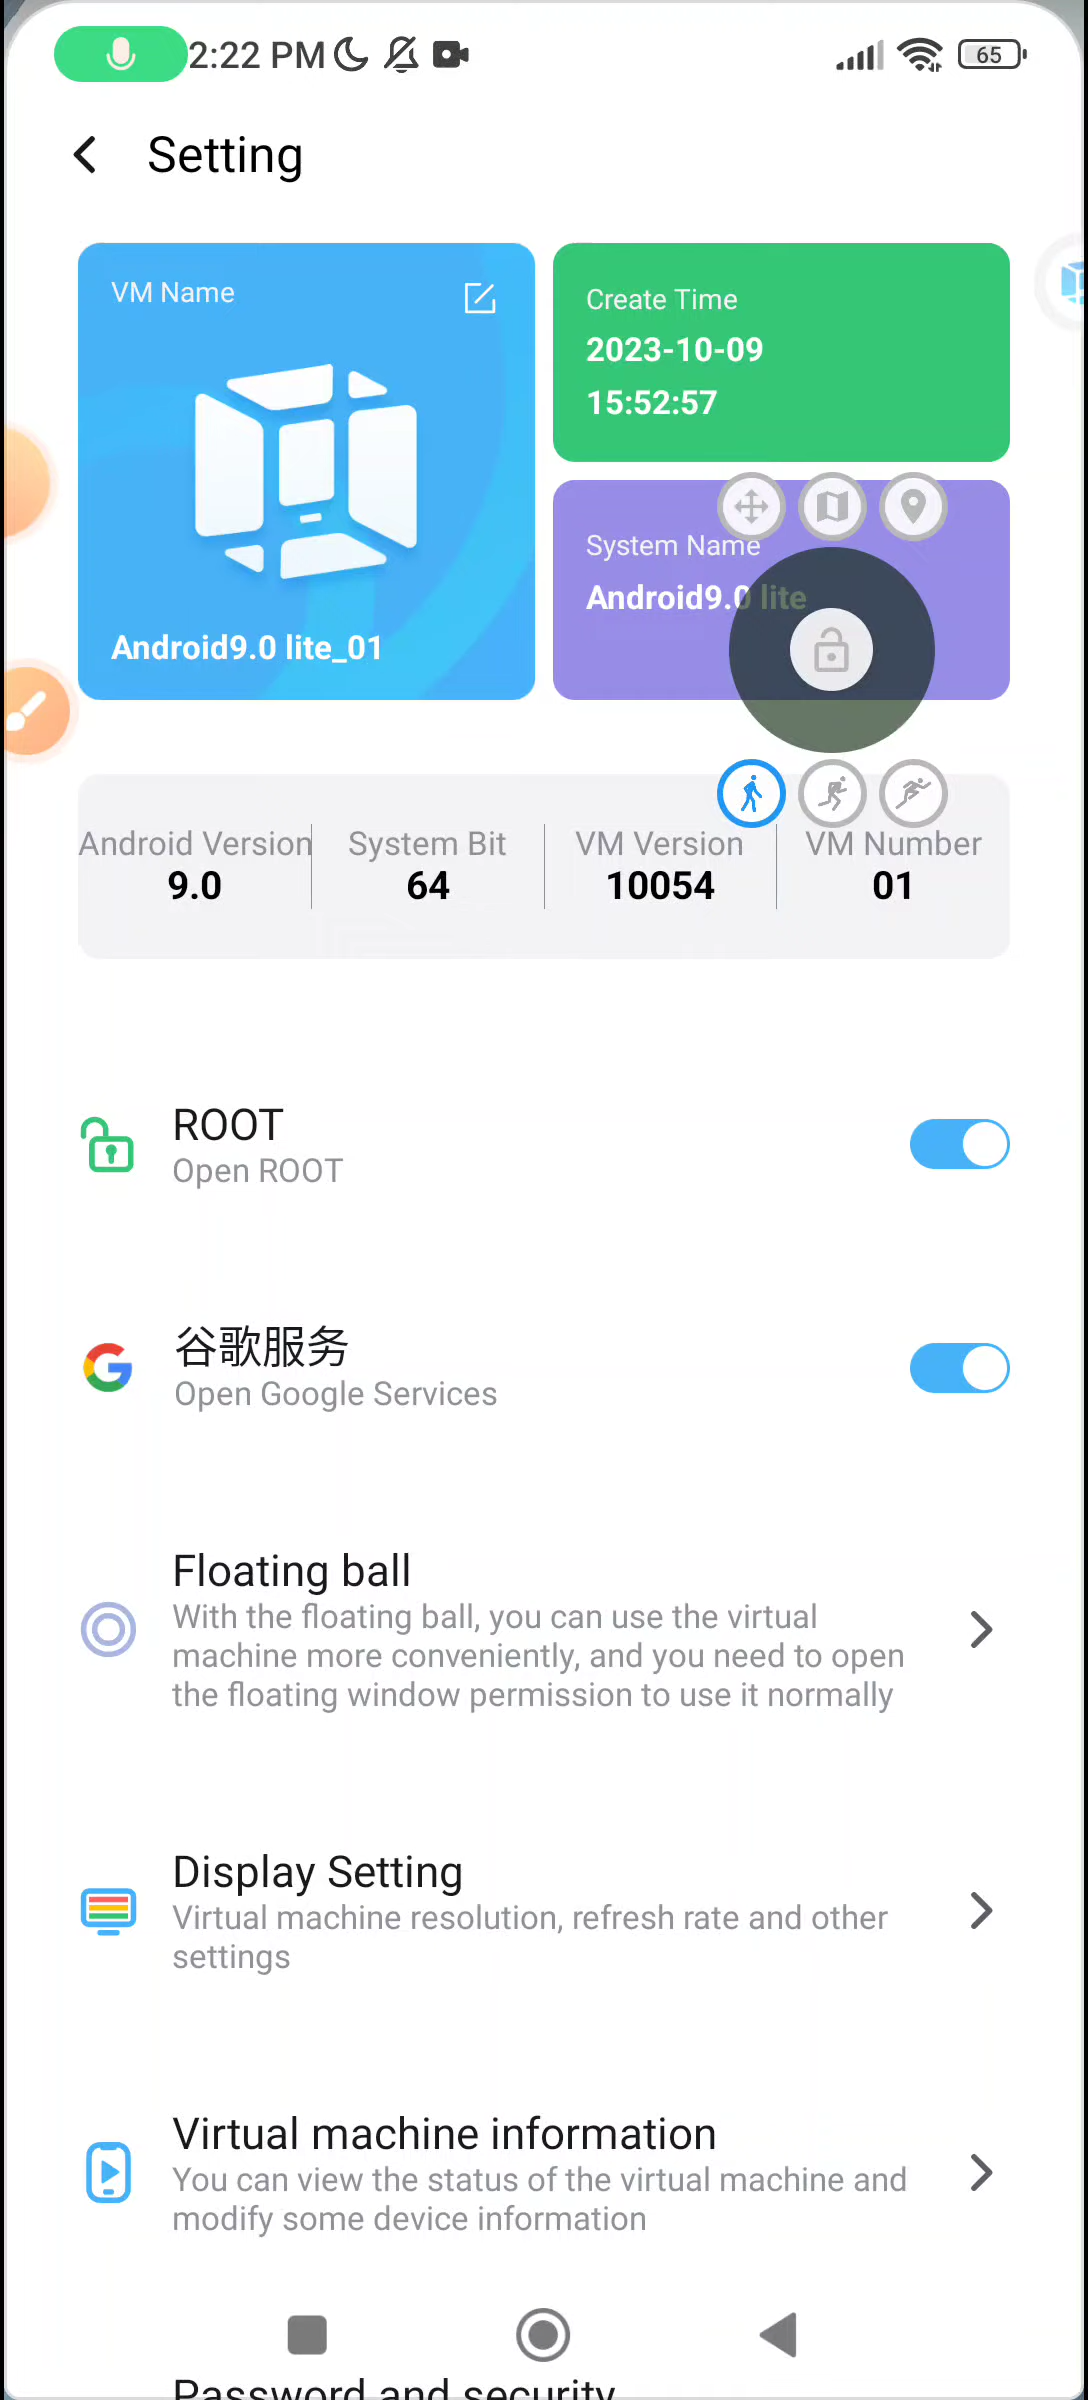 2:22 PM
65
Setting
VM Name
Android9.0 lite_01
Create Time
2023-10-09
15:52:57
System Name
Android9.0 lite
Android Version
9.0
System Bit
64
VM Version
10054
VM Number
01
ROOT
Open ROOT
谷歌服务
Open Google Services
Floating ball
With the floating ball, you can use the virtual
machine more conveniently, and you need to open
the floating window permission to use it normally
Display Setting
Virtual machine resolution, refresh rate and other
settings
Virtual machine information
You can view the status of the virtual machine and
modify some device information
Password and security